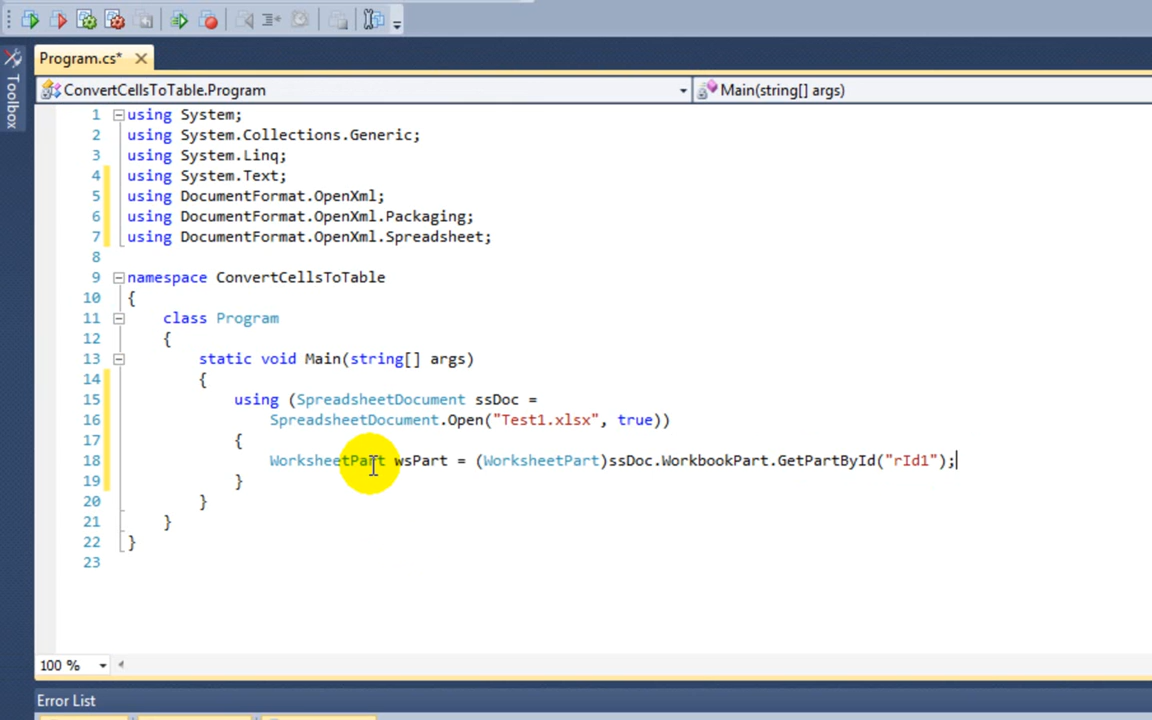 Program.cs*
Toolbox
ConvertCellsToTable.Program
Main(string[] args)
1 using System;
2 using System.Collections.Generic;
3 using System.Linq;
4 using System.Text;
5 using DocumentFormat.OpenXml;
6 using DocumentFormat.OpenXml.Packaging;
7 using DocumentFormat.OpenXml.Spreadsheet;
8
9 namespace ConvertCellsToTable
10 {
11 class Program
12 {
13 static void Main(string[] args)
14 {
15 using (SpreadsheetDocument ssDoc =
16 SpreadsheetDocument.Open("Test1.xlsx", true))
17 {
18 WorksheetPart wsPart = (WorksheetPart)ssDoc.WorkbookPart.GetPartById("rId1");
19 }
20 }
21 }
22 }
23
100 %
Error List